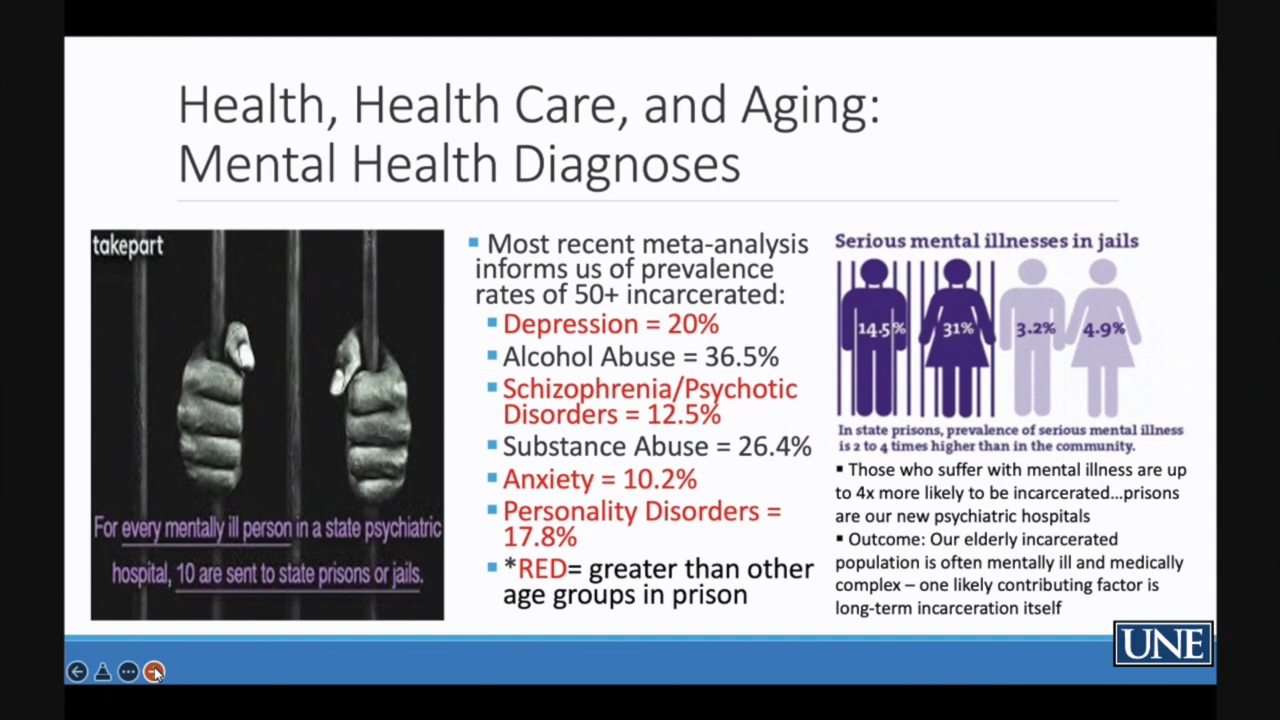 Health, Health Care, and Aging:
Mental Health Diagnoses
takepart
For every mentally ill person in a state psychiatric
hospital, 10 are sent to state prisons or jails.
▪ Most recent meta-analysis
informs us of prevalence
rates of 50+ incarcerated:
▪ Depression = 20%
▪ Alcohol Abuse = 36.5%
▪ Schizophrenia/Psychotic
Disorders = 12.5%
▪ Substance Abuse = 26.4%
▪ Anxiety = 10.2%
▪ Personality Disorders =
17.8%
▪ *RED= greater than other
age groups in prison
Serious mental illnesses in jails
14.5% 31% 3.2% 4.9%
In state prisons, prevalence of serious mental illness
is 2 to 4 times higher than in the community.
▪ Those who suffer with mental illness are up
to 4x more likely to be incarcerated...prisons
are our new psychiatric hospitals
▪ Outcome: Our elderly incarcerated
population is often mentally ill and medically
complex – one likely contributing factor is
long-term incarceration itself
UNE